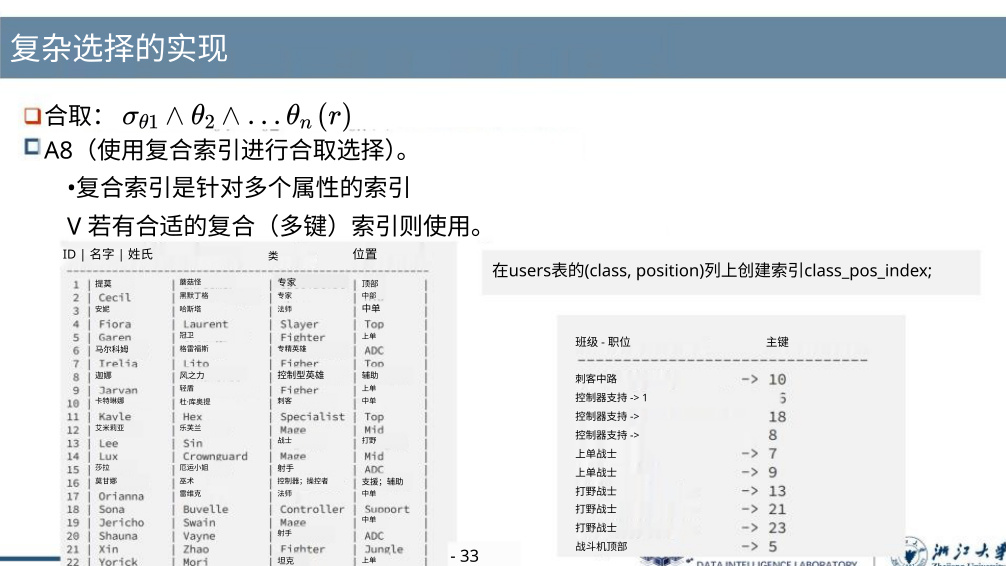 复杂选择的实现
合取： σθ1 ∧ θ2 ∧ … θn (r)
A8（使用复合索引进行合取选择）。
•复合索引是针对多个属性的索引
V 若有合适的复合（多键）索引则使用。
ID | 名字 | 姓氏 类 位置
1 | 提莫 | 蘑菇怪 | 专家 | 顶部
2 | Cecil | 黑默丁格 | 专家 | 中部
3 | 安妮 | 哈斯塔 | 法师 | 中单
4 | Fiora | Laurent | Slayer | Top
5 | Garen | 冠卫 | Fighter | 上单
6 | 马尔科姆 | 格雷福斯 | 专精英雄 | ADC
7 | Irelia | Lito | Figher | Top
8 | 迦娜 | 风之力 | 控制型英雄 | 辅助
9 | Jarvan | 轻盾 | Figher | 上单
10 | 卡特琳娜 | 杜·库奥提 | 刺客 | 中单
11 | Kayle | Hex | Specialist | Top
12 | 艾米莉亚 | 乐芙兰 | Mage | Mid
13 | Lee | Sin | 战士 | 打野
14 | Lux | Crownguard | Mage | Mid
15 | 莎拉 | 厄运小姐 | 射手 | ADC
16 | 莫甘娜 | 巫术 | 控制器；操控者 | 支援；辅助
17 | Orianna | 雷维克 | 法师 | 中单
18 | Sona | Buvelle | Controller | Support
19 | Jericho | Swain | Mage | 中单
20 | Shauna | Vayne | 射手 | ADC
21 | Xin | Zhao | Fighter | Jungle
22 | Yorick | Mori | 坦克 | 上单
在users表的(class, position)列上创建索引class_pos_index;
班级 - 职位 主键
刺客中路 -> 10
控制器支持 -> 1 6
控制器支持 -> 18
控制器支持 -> 8
上单战士 -> 7
上单战士 -> 9
打野战士 -> 13
打野战士 -> 21
打野战士 -> 23
战斗机顶部 -> 5
- 33
DATA INTELLIGENCE LABORATORY
浙江大学